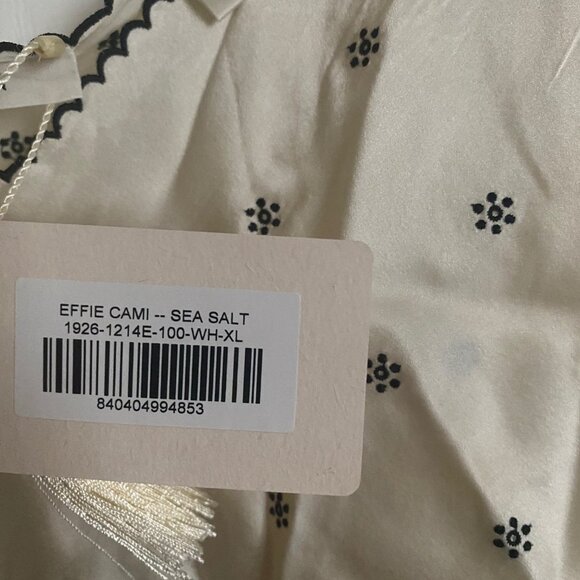 EFFIE CAMI -- SEA SALT
1926-1214E-100-WH-XL
840404994853